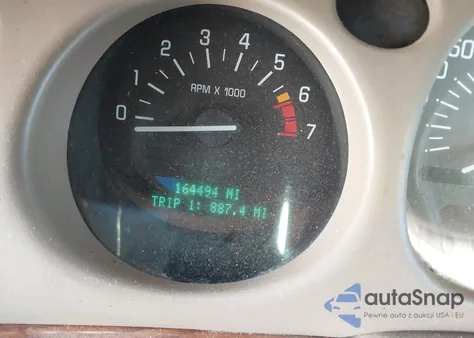 0 1 2 3 4 5 6 7
RPM X 1000
164494 MI
TRIP 1: 887.4 MI
autaSnap
Pewne auta z aukcji USA i EU